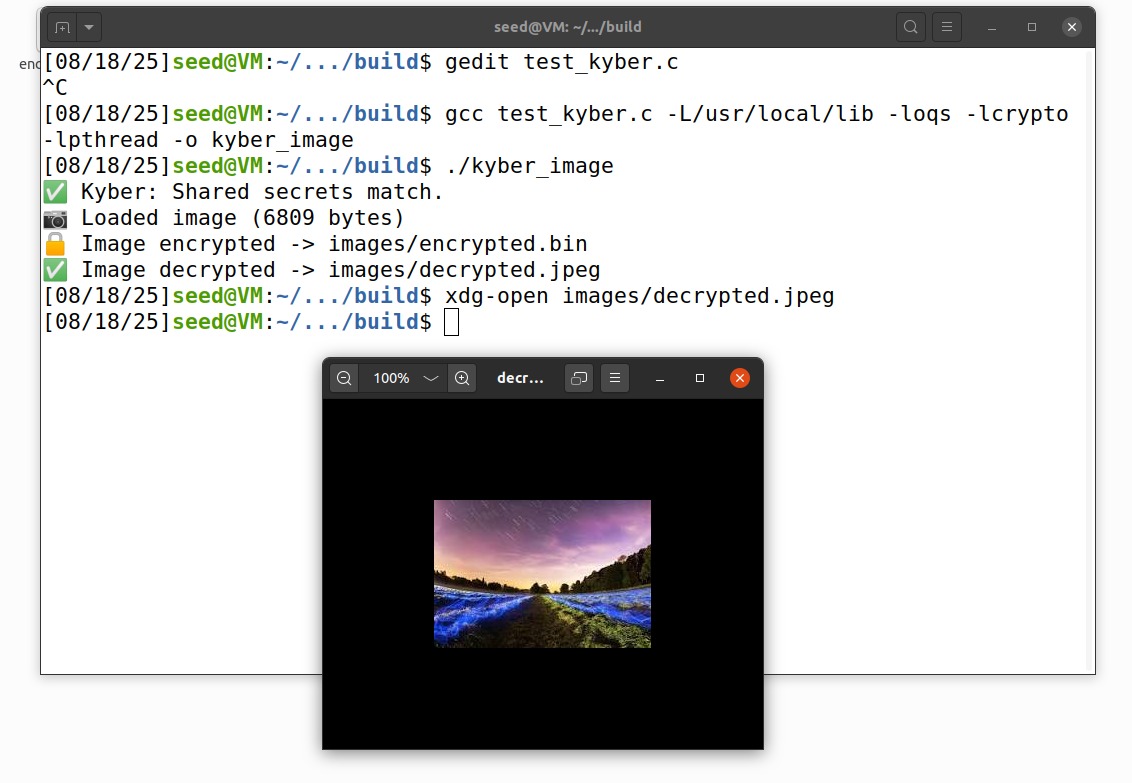 seed@VM: ~/.../build
enc
[08/18/25]seed@VM:~/.../build$ gedit test_kyber.c
^C
[08/18/25]seed@VM:~/.../build$ gcc test_kyber.c -L/usr/local/lib -loqs -lcrypto
-lpthread -o kyber_image
[08/18/25]seed@VM:~/.../build$ ./kyber_image
✅ Kyber: Shared secrets match.
📷 Loaded image (6809 bytes)
🔒 Image encrypted -> images/encrypted.bin
✅ Image decrypted -> images/decrypted.jpeg
[08/18/25]seed@VM:~/.../build$ xdg-open images/decrypted.jpeg
[08/18/25]seed@VM:~/.../build$
100% decr...